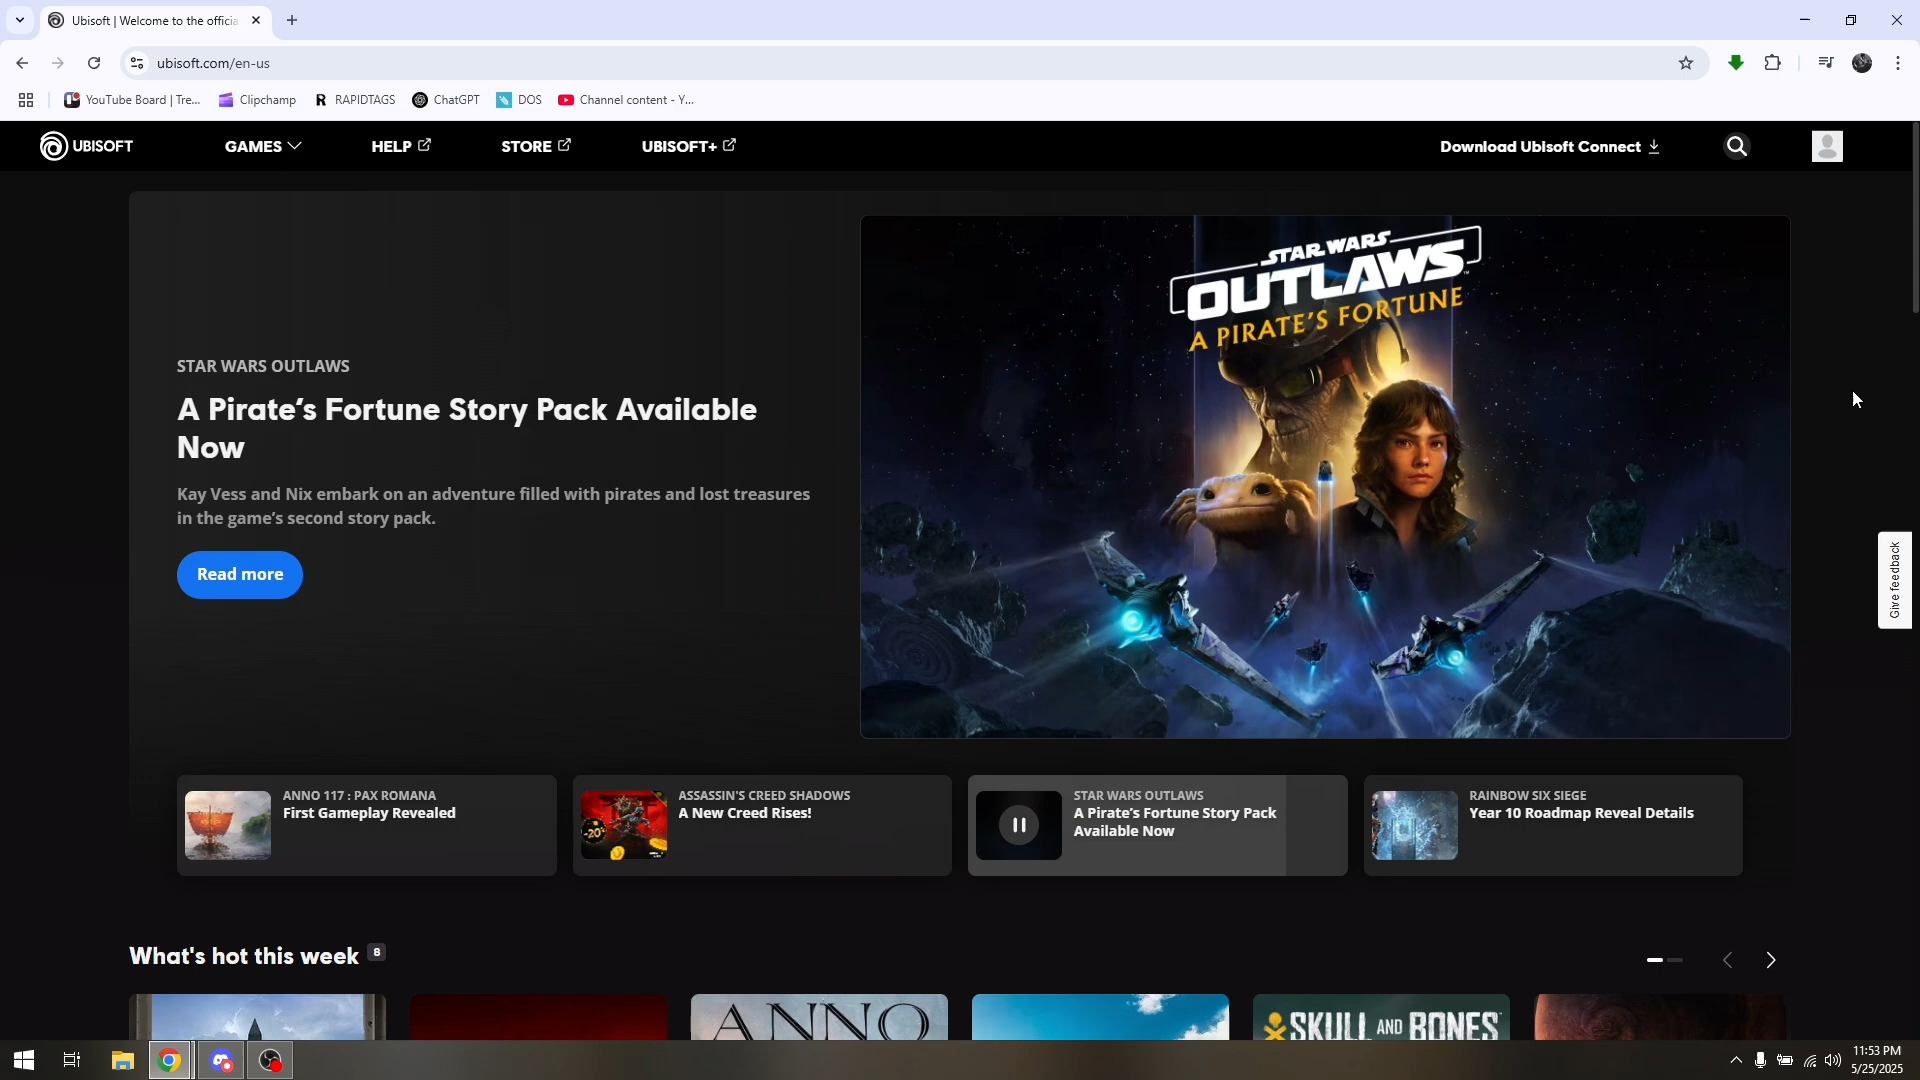 Ubisoft | Welcome to the officia
ubisoft.com/en-us
YouTube Board | Tre...
Clipchamp
RAPIDTAGS
ChatGPT
DOS
Channel content - Y...
UBISOFT
GAMES
HELP
STORE
UBISOFT+
Download Ubisoft Connect
STAR WARS OUTLAWS
A Pirate's Fortune Story Pack Available
Now
Kay Vess and Nix embark on an adventure filled with pirates and lost treasures
in the game's second story pack.
Read more
STAR WARS
OUTLAWS
A PIRATE'S FORTUNE
Give feedback
ANNO 117 : PAX ROMANA
First Gameplay Revealed
-20%
ASSASSIN'S CREED SHADOWS
A New Creed Rises!
STAR WARS OUTLAWS
A Pirate's Fortune Story Pack
Available Now
RAINBOW SIX SIEGE
Year 10 Roadmap Reveal Details
What's hot this week 8
ANNO
SKULL AND BONES
11:53 PM
5/25/2025